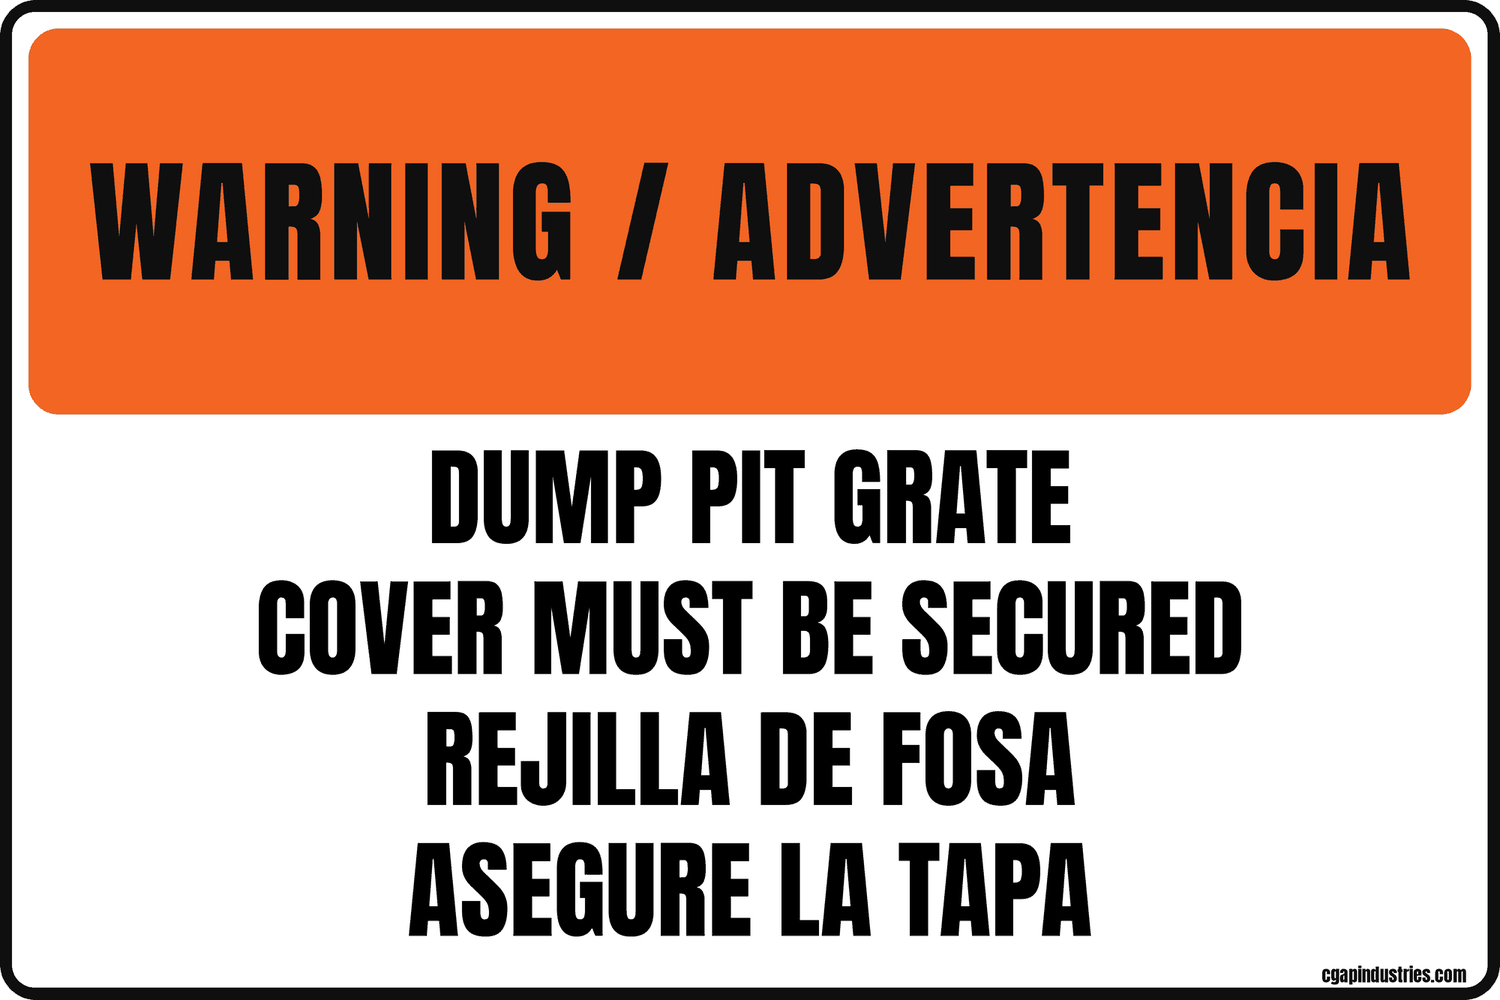 WARNING / ADVERTENCIA
DUMP PIT GRATE
COVER MUST BE SECURED
REJILLA DE FOSA
ASEGURE LA TAPA
cgapindustries.com